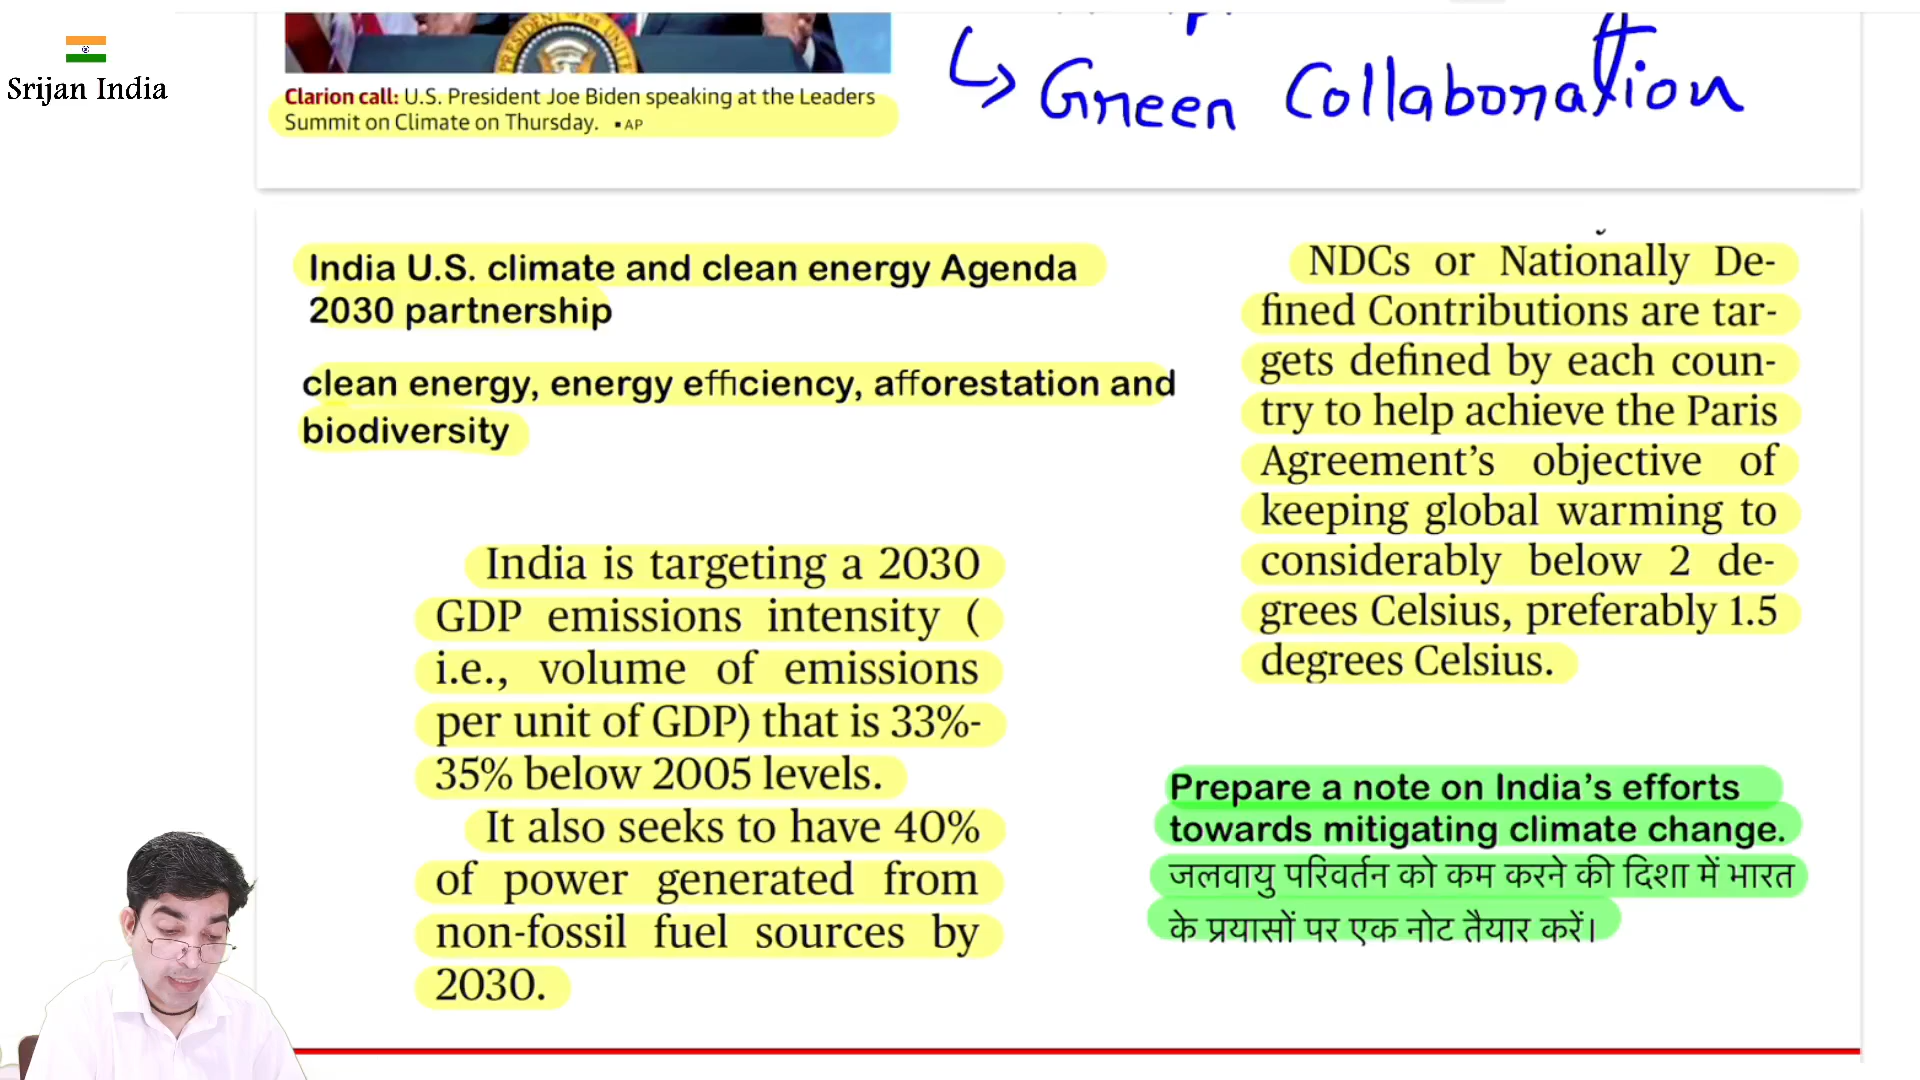 Srijan India
PRESIDENT OF THE UNITED
Green Collaboration
Clarion call: U.S. President Joe Biden speaking at the Leaders
Summit on Climate on Thursday. ▪ AP
India U.S. climate and clean energy Agenda
2030 partnership
clean energy, energy efficiency, afforestation and
biodiversity
India is targeting a 2030
GDP emissions intensity (
i.e., volume of emissions
per unit of GDP) that is 33%-
35% below 2005 levels.
It also seeks to have 40%
of power generated from
non-fossil fuel sources by
2030.
NDCs or Nationally De-
fined Contributions are tar-
gets defined by each coun-
try to help achieve the Paris
Agreement’s objective of
keeping global warming to
considerably below 2 de-
grees Celsius, preferably 1.5
degrees Celsius.
Prepare a note on India’s efforts
towards mitigating climate change.
जलवायु परिवर्तन को कम करने की दिशा में भारत
के प्रयासों पर एक नोट तैयार करें।